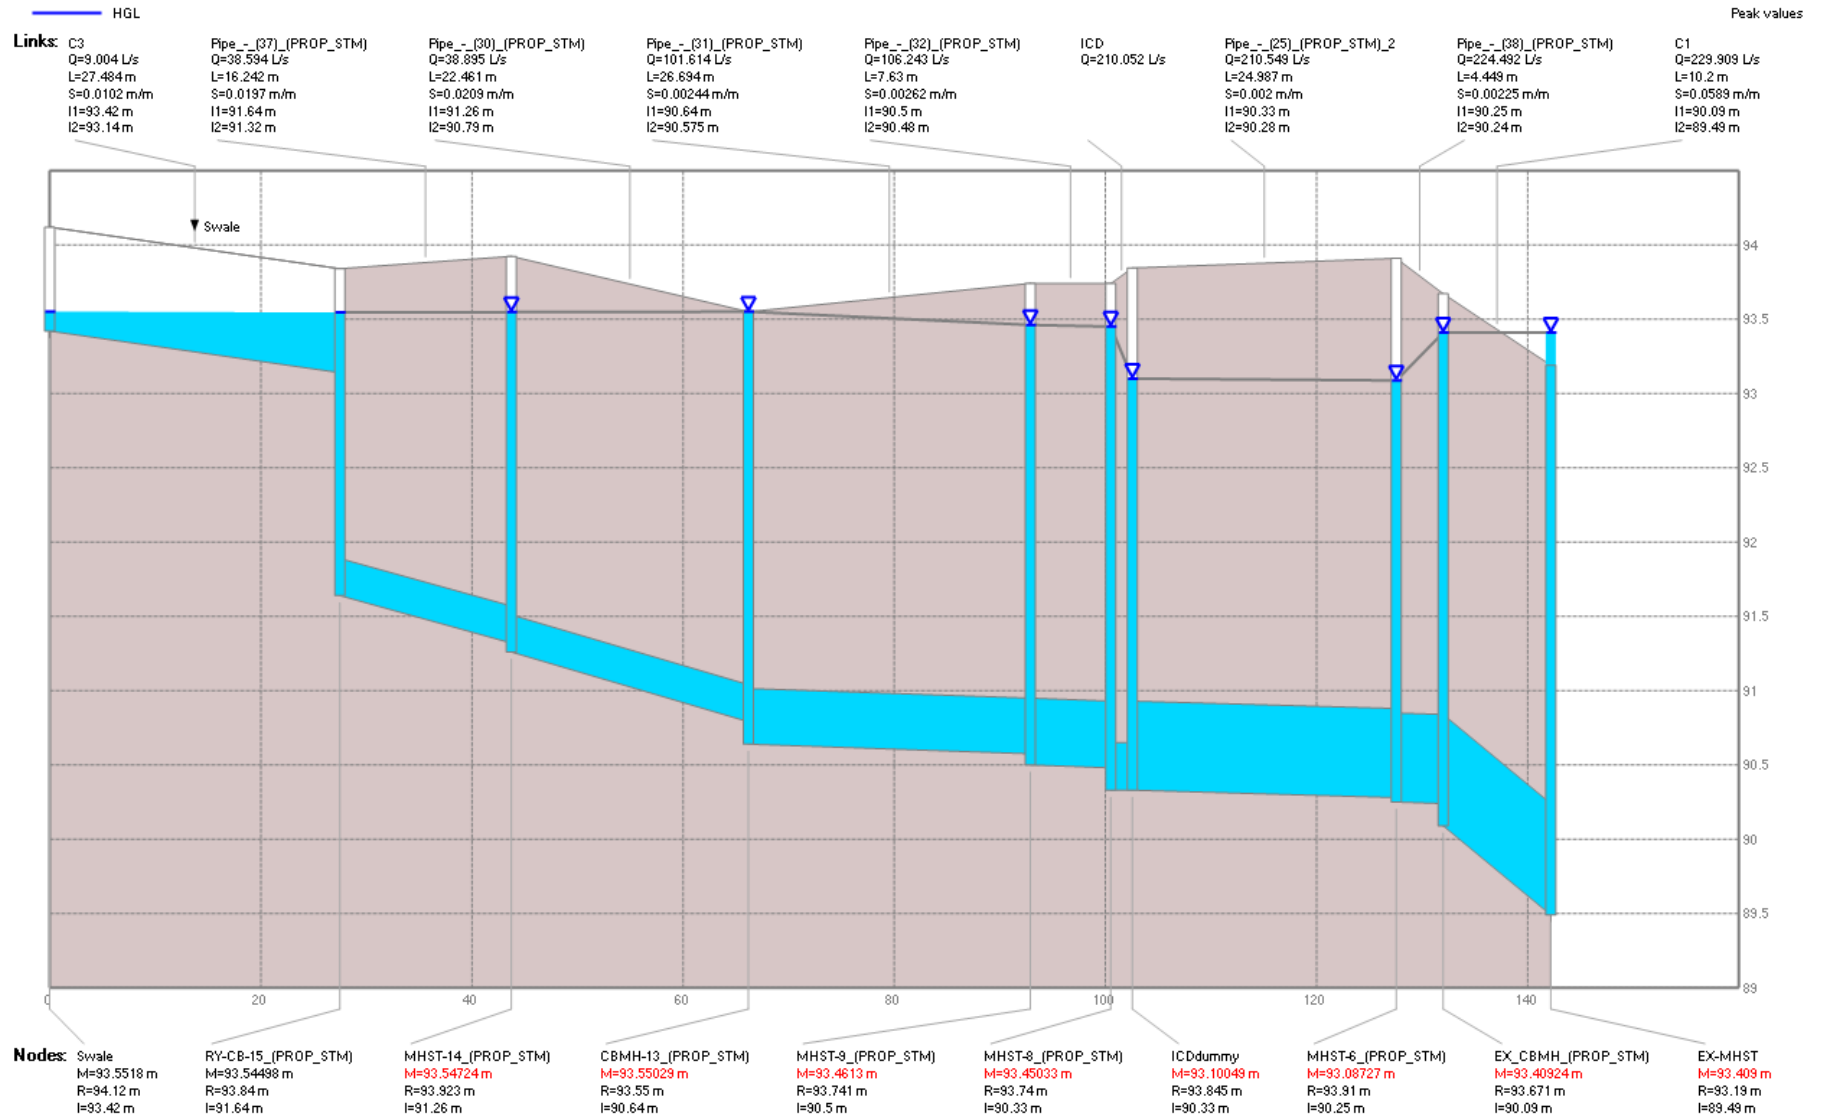 HGL
Peak values
Links:
C3
Q=9.004 L/s
L=27.484 m
S=0.0102 m/m
I1=93.42 m
I2=93.14 m
Pipe_-_(37)_(PROP_STM)
Q=38.594 L/s
L=16.242 m
S=0.0197 m/m
I1=91.64 m
I2=91.32 m
Pipe_-_(30)_(PROP_STM)
Q=38.895 L/s
L=22.461 m
S=0.0209 m/m
I1=91.26 m
I2=90.79 m
Pipe_-_(31)_(PROP_STM)
Q=101.614 L/s
L=26.694 m
S=0.00244 m/m
I1=90.64 m
I2=90.575 m
Pipe_-_(32)_(PROP_STM)
Q=106.243 L/s
L=7.63 m
S=0.00262 m/m
I1=90.5 m
I2=90.48 m
ICD
Q=210.052 L/s
Pipe_-_(25)_(PROP_STM)_2
Q=210.549 L/s
L=24.987 m
S=0.002 m/m
I1=90.33 m
I2=90.28 m
Pipe_-_(38)_(PROP_STM)
Q=224.492 L/s
L=4.449 m
S=0.00225 m/m
I1=90.25 m
I2=90.24 m
C1
Q=229.909 L/s
L=10.2 m
S=0.0589 m/m
I1=90.09 m
I2=89.49 m
Swale
94
93.5
93
92.5
92
91.5
91
90.5
90
89.5
89
0
20
40
60
80
100
120
140
Nodes:
Swale
M=93.5518 m
R=94.12 m
I=93.42 m
RY-CB-15_(PROP_STM)
M=93.54498 m
R=93.84 m
I=91.64 m
MHST-14_(PROP_STM)
M=93.54724 m
R=93.923 m
I=91.26 m
CBMH-13_(PROP_STM)
M=93.55029 m
R=93.55 m
I=90.64 m
MHST-9_(PROP_STM)
M=93.4613 m
R=93.741 m
I=90.5 m
MHST-8_(PROP_STM)
M=93.45033 m
R=93.74 m
I=90.33 m
ICDdummy
M=93.10049 m
R=93.845 m
I=90.33 m
MHST-6_(PROP_STM)
M=93.08727 m
R=93.91 m
I=90.25 m
EX_CBMH_(PROP_STM)
M=93.40924 m
R=93.671 m
I=90.09 m
EX-MHST
M=93.409 m
R=93.19 m
I=89.49 m